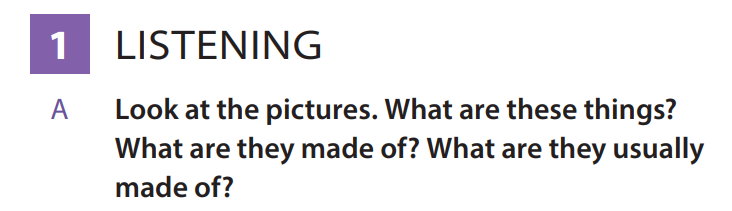 1 LISTENING
A Look at the pictures. What are these things?
What are they made of? What are they usually
made of?